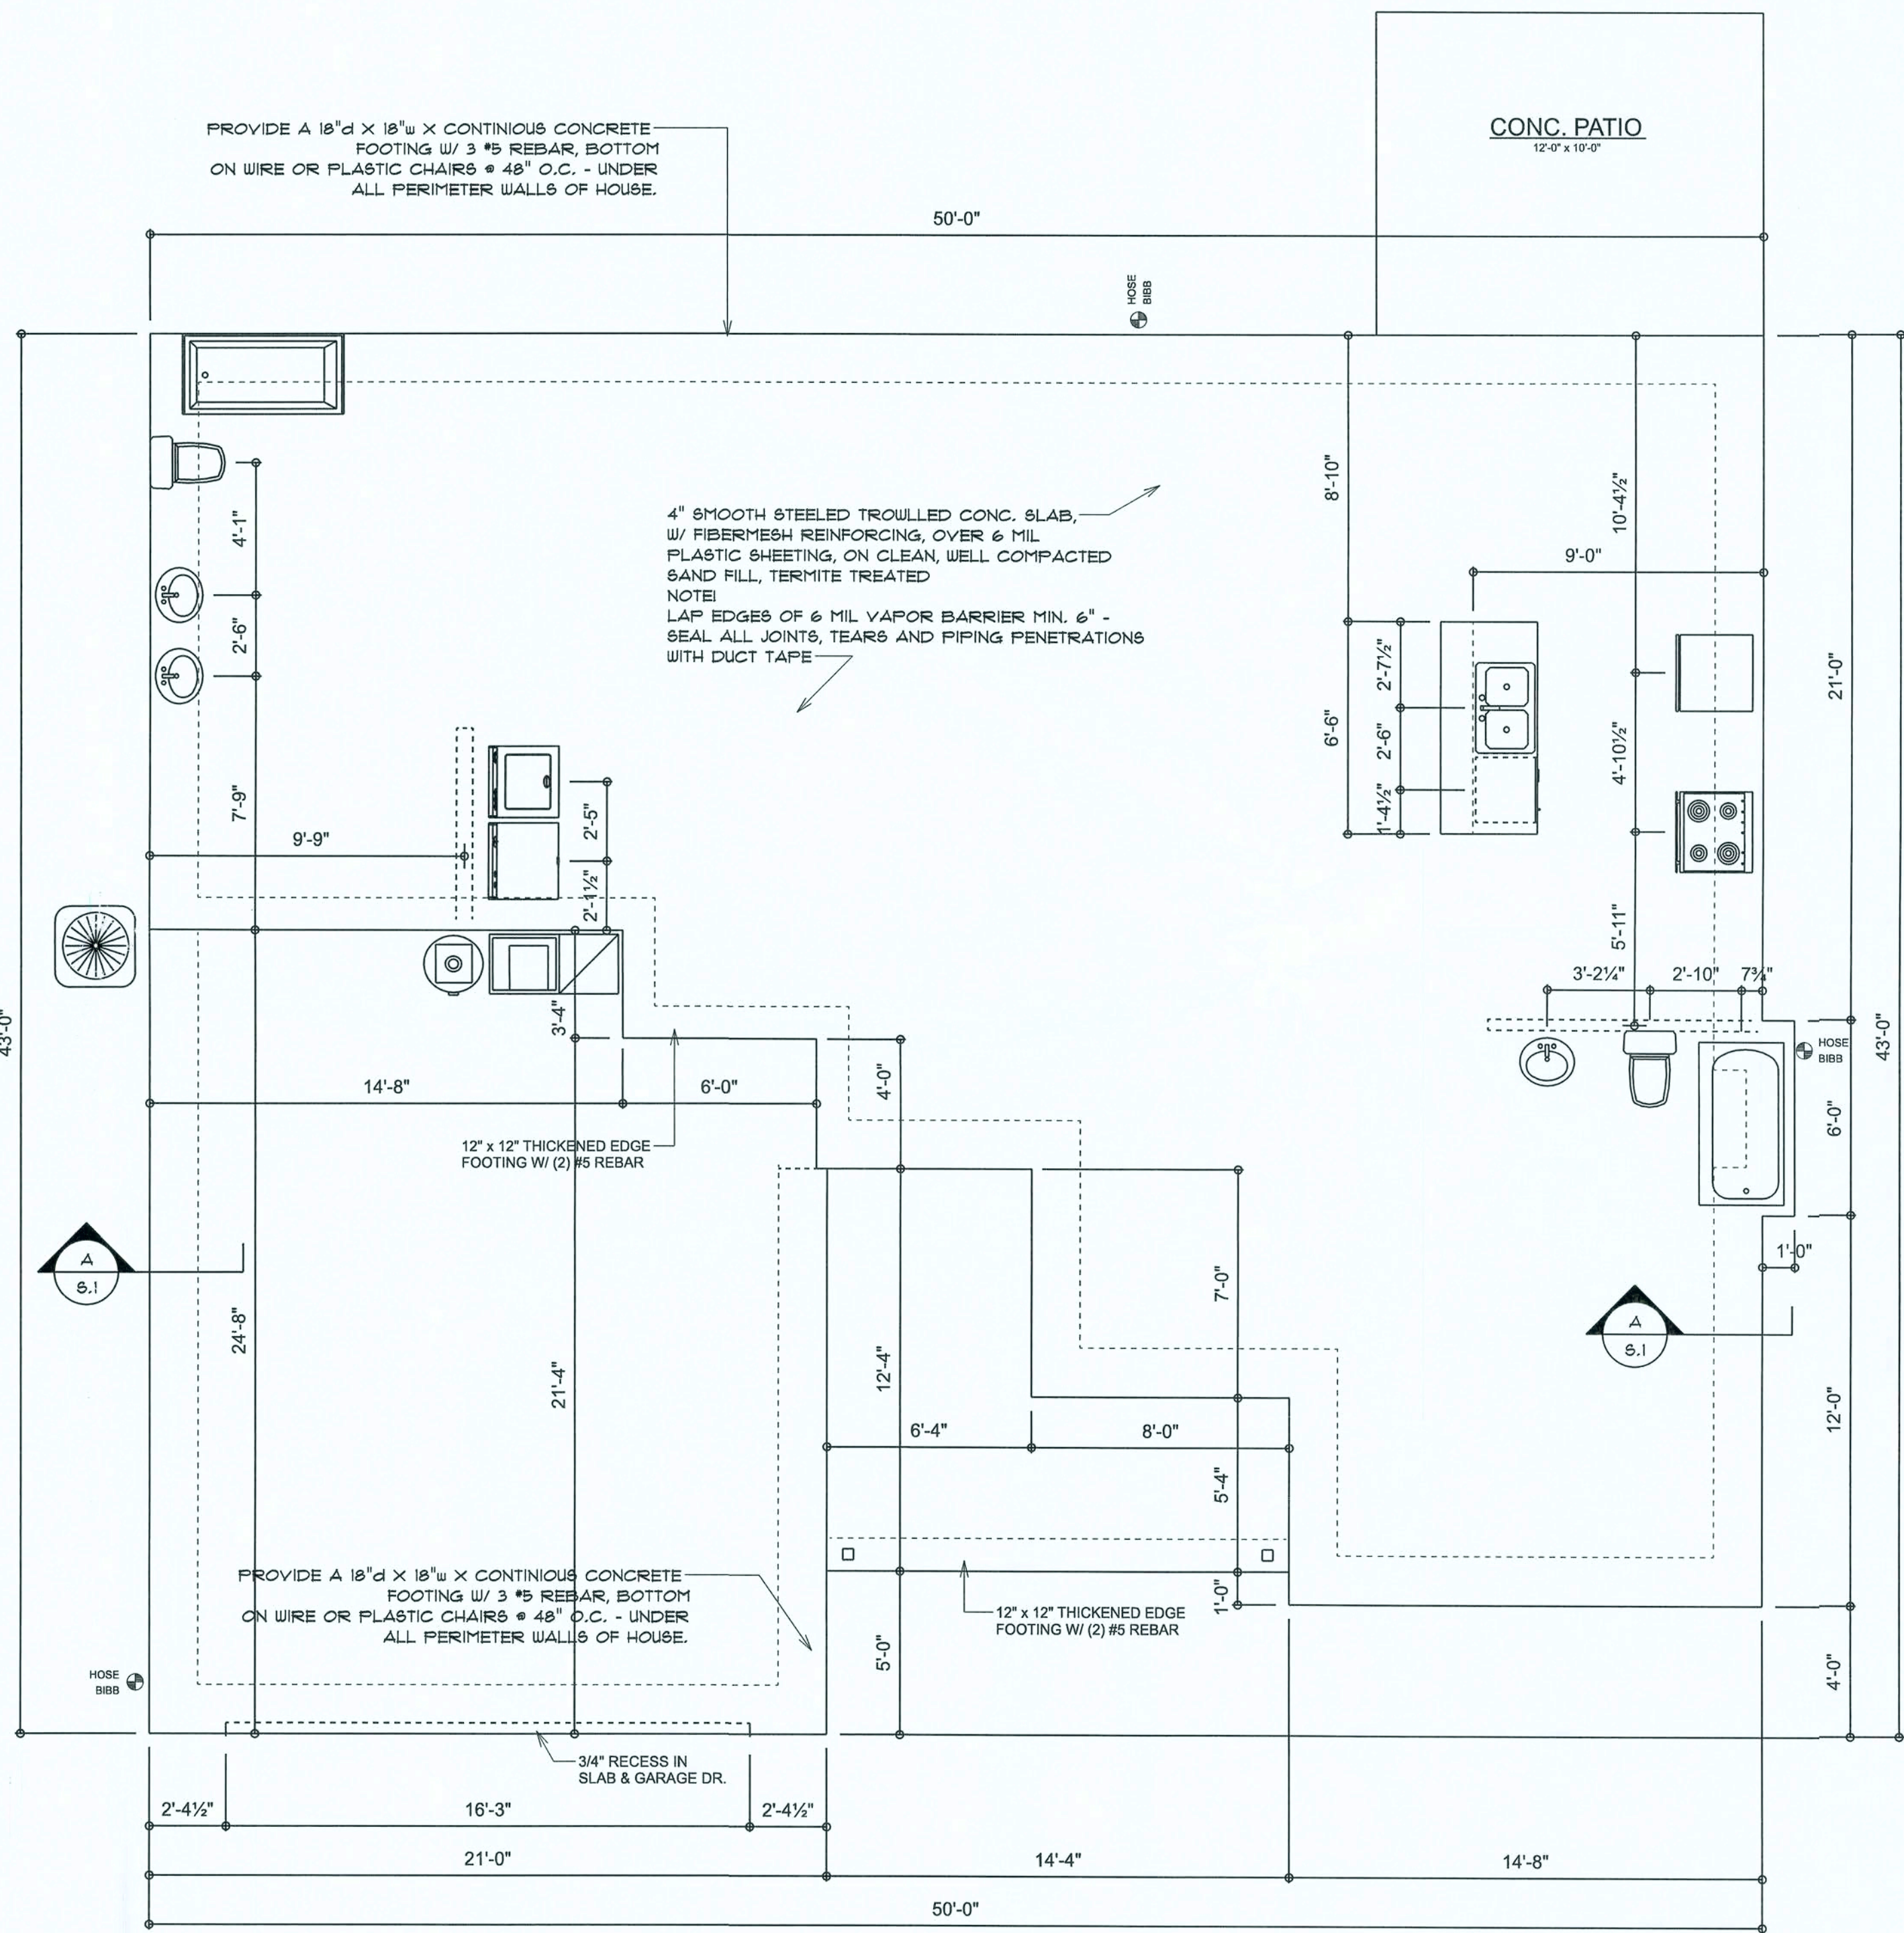 CONC. PATIO
12'-0" x 10'-0"
PROVIDE A 18"d X 18"w X CONTINIOUS CONCRETE
FOOTING W/ 3 #5 REBAR, BOTTOM
ON WIRE OR PLASTIC CHAIRS @ 48" O.C. - UNDER
ALL PERIMETER WALLS OF HOUSE.
50'-0"
HOSE
BIBB
4'-1"
2'-6"
7'-9"
9'-9"
4" SMOOTH STEELED TROWLLED CONC. SLAB,
W/ FIBERMESH REINFORCING, OVER 6 MIL
PLASTIC SHEETING, ON CLEAN, WELL COMPACTED
SAND FILL, TERMITE TREATED
NOTE!
LAP EDGES OF 6 MIL VAPOR BARRIER MIN. 6" -
SEAL ALL JOINTS, TEARS AND PIPING PENETRATIONS
WITH DUCT TAPE
2'-5"
2'-1½"
8'-10"
10'-4½"
9'-0"
6'-6"
2'-7½"
2'-6"
1'-4½"
4'-10½"
5'-11"
21'-0"
43'-0"
43'-0"
3'-2¼"
2'-10"
7¾"
HOSE
BIBB
6'-0"
1'-0"
3'-4"
14'-8"
6'-0"
4'-0"
12" x 12" THICKENED EDGE
FOOTING W/ (2) #5 REBAR
A
S.1
A
S.1
24'-8"
21'-4"
12'-4"
7'-0"
12'-0"
6'-4"
8'-0"
5'-4"
1'-0"
PROVIDE A 18"d X 18"w X CONTINIOUS CONCRETE
FOOTING W/ 3 #5 REBAR, BOTTOM
ON WIRE OR PLASTIC CHAIRS @ 48" O.C. - UNDER
ALL PERIMETER WALLS OF HOUSE.
12" x 12" THICKENED EDGE
FOOTING W/ (2) #5 REBAR
5'-0"
4'-0"
HOSE
BIBB
3/4" RECESS IN
SLAB & GARAGE DR.
2'-4½"
16'-3"
2'-4½"
21'-0"
14'-4"
14'-8"
50'-0"